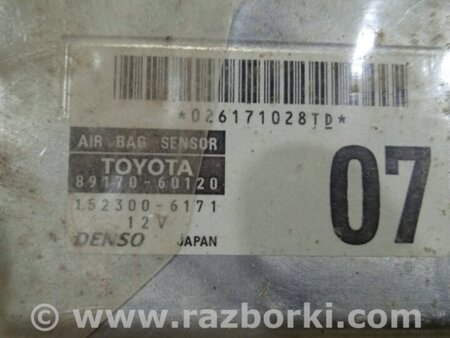 *026171028TD*
AIR BAG SENSOR
TOYOTA
89170-60120
152300-6171
12V
DENSO JAPAN
07
© www.razborki.com